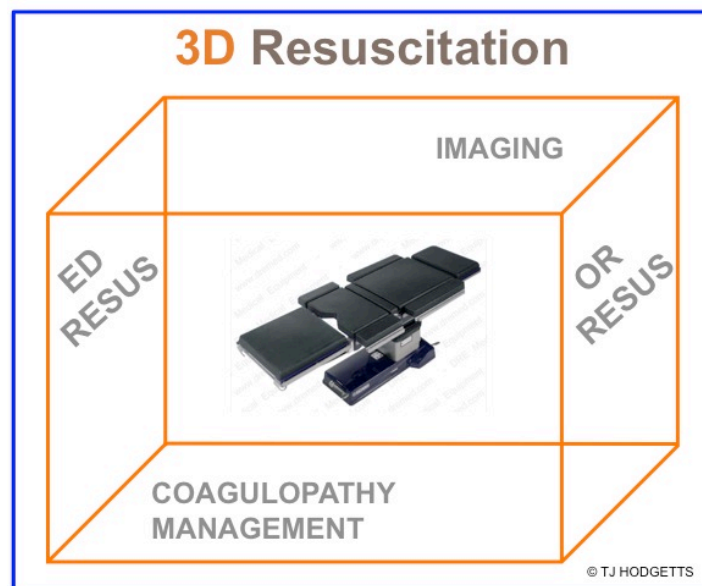 3D Resuscitation
IMAGING
ED
RESUS
OR
RESUS
COAGULOPATHY
MANAGEMENT
© TJ HODGETTS